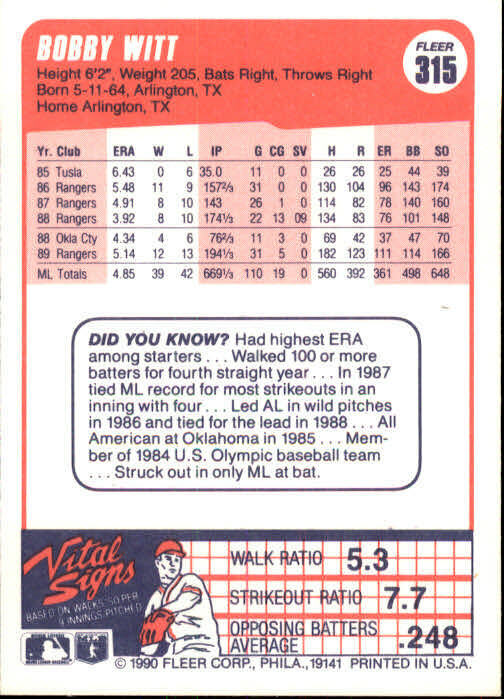 BOBBY WITT
FLEER
315
Height 6'2", Weight 205, Bats Right, Throws Right
Born 5-11-64, Arlington, TX
Home Arlington, TX
Yr. Club ERA W L IP G CG SV H R ER BB SO
85 Tusla 6.43 0 6 35.0 11 0 0 26 26 25 44 39
86 Rangers 5.48 11 9 157⅔ 31 0 0 130 104 96 143 174
87 Rangers 4.91 8 10 143 26 1 0 114 82 78 140 160
88 Rangers 3.92 8 10 174⅓ 22 13 09 134 83 76 101 148
88 Okla Cty 4.34 4 6 76⅔ 11 3 0 69 42 37 47 70
89 Rangers 5.14 12 13 194⅓ 31 5 0 182 123 111 114 166
ML Totals 4.85 39 42 669⅓ 110 19 0 560 392 361 498 648
DID YOU KNOW? Had highest ERA
among starters . . . Walked 100 or more
batters for fourth straight year . . . In 1987
tied ML record for most strikeouts in an
inning with four . . . Led AL in wild pitches
in 1986 and tied for the lead in 1988 . . . All
American at Oklahoma in 1985 . . . Mem-
ber of 1984 U.S. Olympic baseball team
. . . Struck out in only ML at bat.
Vital
Signs
BASED ON WALKS/SO PER
9 INNINGS PITCHED
WALK RATIO 5.3
STRIKEOUT RATIO 7.7
OPPOSING BATTERS
AVERAGE .248
© 1990 FLEER CORP., PHILA., 19141 PRINTED IN U.S.A.